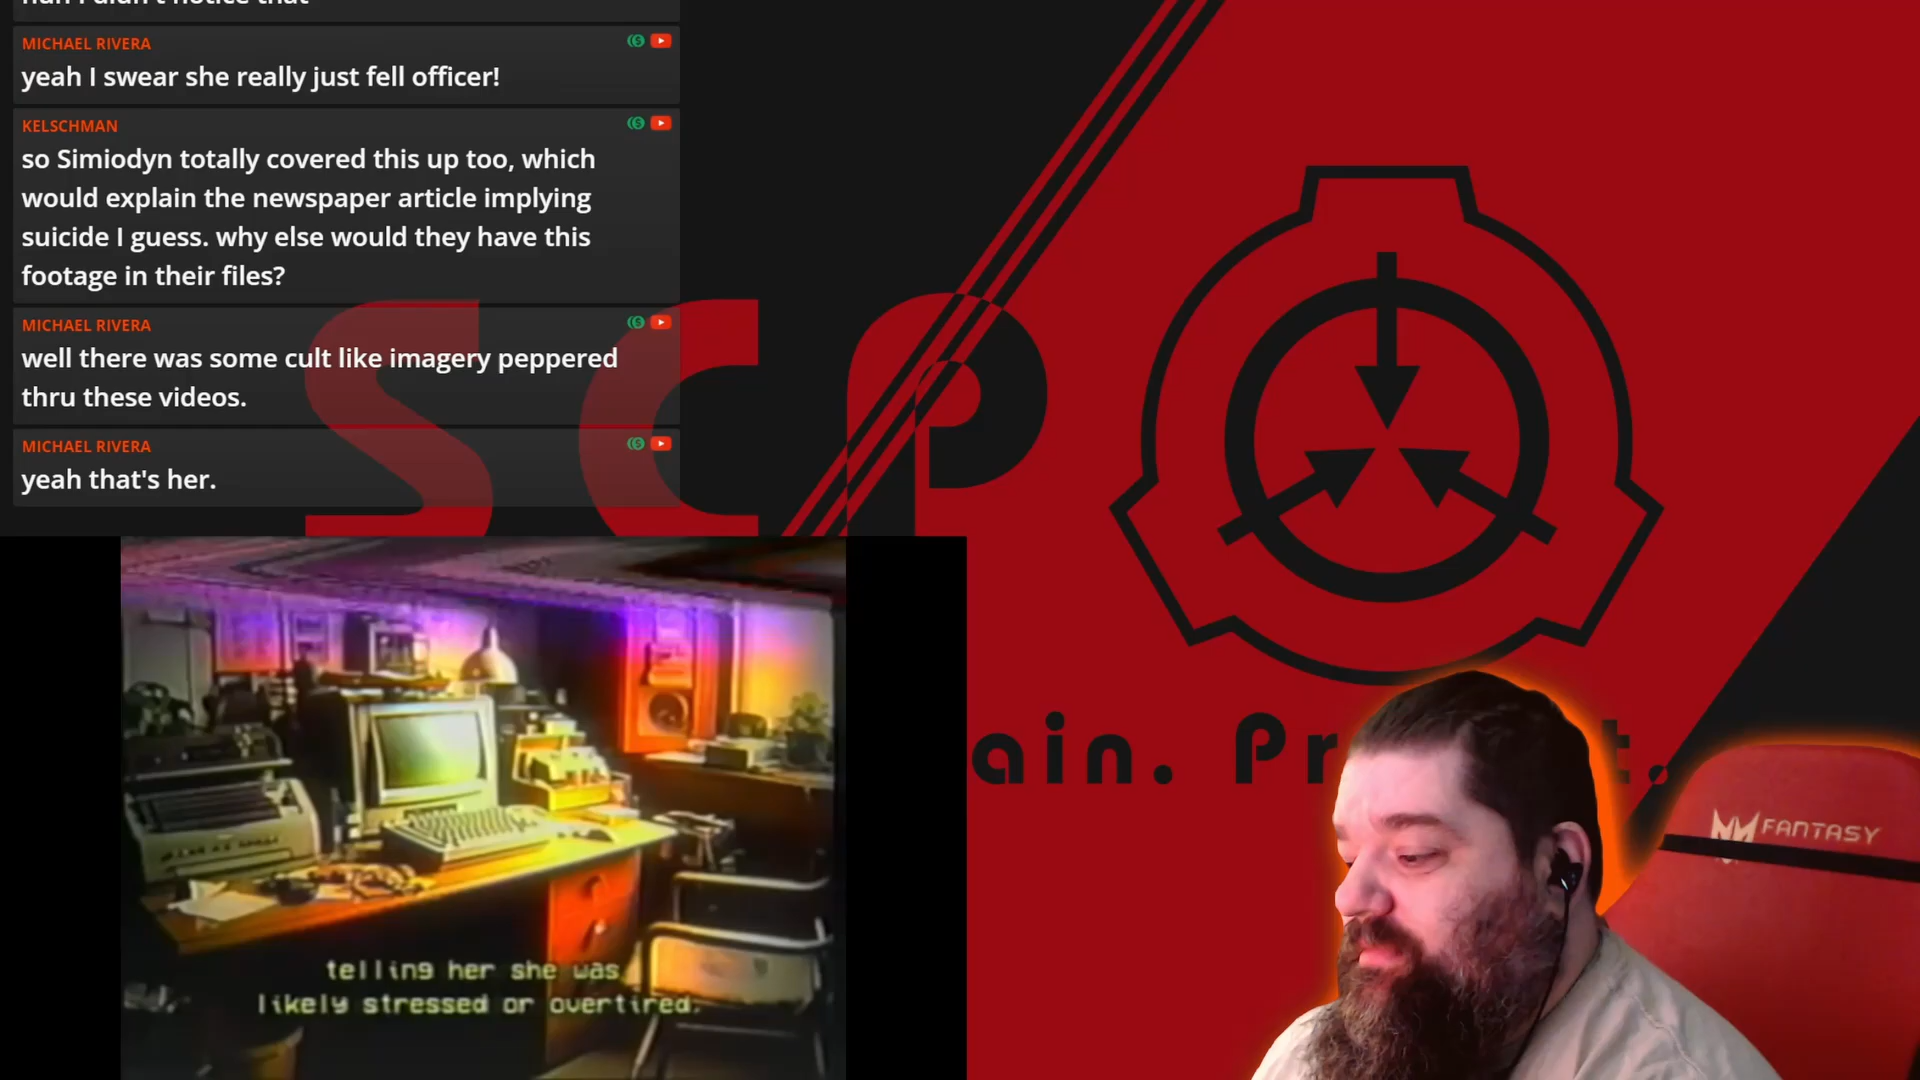 MICHAEL RIVERA
yeah I swear she really just fell officer!
KELSCHMAN
so Simiodyn totally covered this up too, which
would explain the newspaper article implying
suicide I guess. why else would they have this
footage in their files?
MICHAEL RIVERA
well there was some cult like imagery peppered
thru these videos.
MICHAEL RIVERA
yeah that's her.
SCP
ain. Pr t.
FANTASY
telling her she was
likely stressed or overtired.